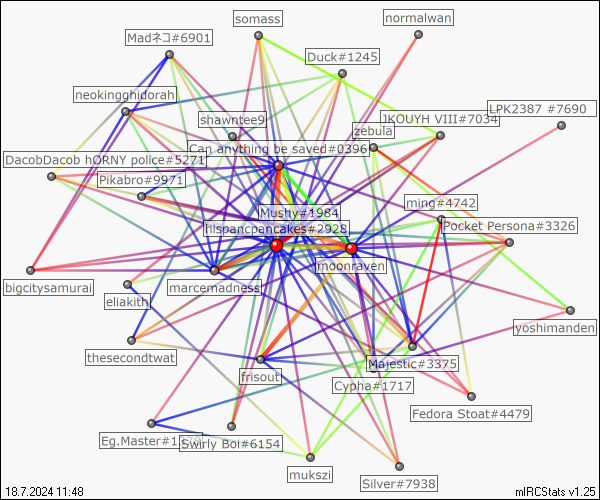 somass
normalwan
Madネコ#6901
Duck#1245
neokingghidorah
LPK2387 #7690
shawntee9
JKOUYH VIII#7034
zebula
Can anything be saved#0396
DacobDacob hORNY police#5271
Pikabro#9971
ming#4742
Mushy#1984
Pocket Persona#3326
hispancpancakes#2928
moonraven
bigcitysamurai
marcemadness
eliakith
yoshimanden
thesecondtwat
Majestic#3375
frisout
Cypha#1717
Fedora Stoat#4479
Eg.Master#1
Swirly Boi#6154
mukszi
Silver#7938
18.7.2024 11:48
mIRCStats v1.25